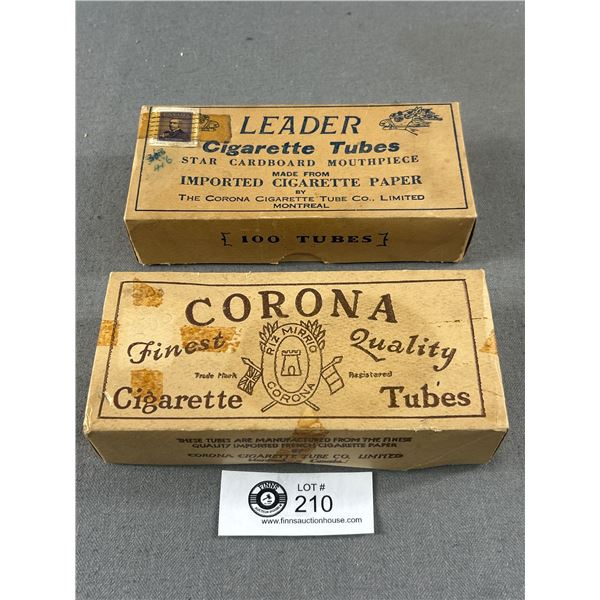 LEADER
Cigarette Tubes
STAR CARDBOARD MOUTHPIECE
MADE FROM
IMPORTED CIGARETTE PAPER
BY
THE CORONA CIGARETTE TUBE CO., LIMITED
MONTREAL
[100 TUBES]
CORONA
Finest Quality
RIZ MIRRIO
CORONA
Trade Mark Registered
Cigarette Tubes
THESE TUBES ARE MANUFACTURED FROM THE FINEST
QUALITY IMPORTED FRENCH CIGARETTE PAPER
BY
CORONA CIGARETTE TUBE CO. LIMITED
FINNS
LOT #
210
www.finnsauctionhouse.com